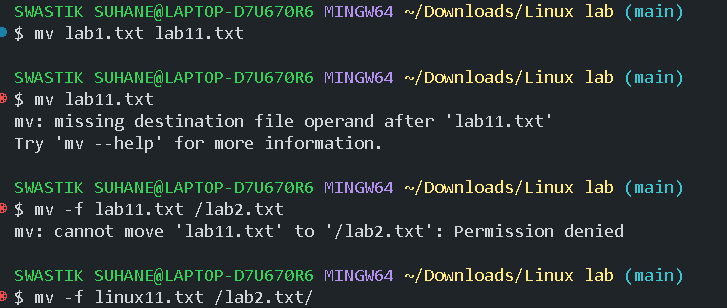 SWASTIK SUHANE@LAPTOP-D7U670R6 MINGW64 ~/Downloads/Linux lab (main)
$ mv lab1.txt lab11.txt
SWASTIK SUHANE@LAPTOP-D7U670R6 MINGW64 ~/Downloads/Linux lab (main)
$ mv lab11.txt
mv: missing destination file operand after 'lab11.txt'
Try 'mv --help' for more information.
SWASTIK SUHANE@LAPTOP-D7U670R6 MINGW64 ~/Downloads/Linux lab (main)
$ mv -f lab11.txt /lab2.txt
mv: cannot move 'lab11.txt' to '/lab2.txt': Permission denied
SWASTIK SUHANE@LAPTOP-D7U670R6 MINGW64 ~/Downloads/Linux lab (main)
$ mv -f linux11.txt /lab2.txt/